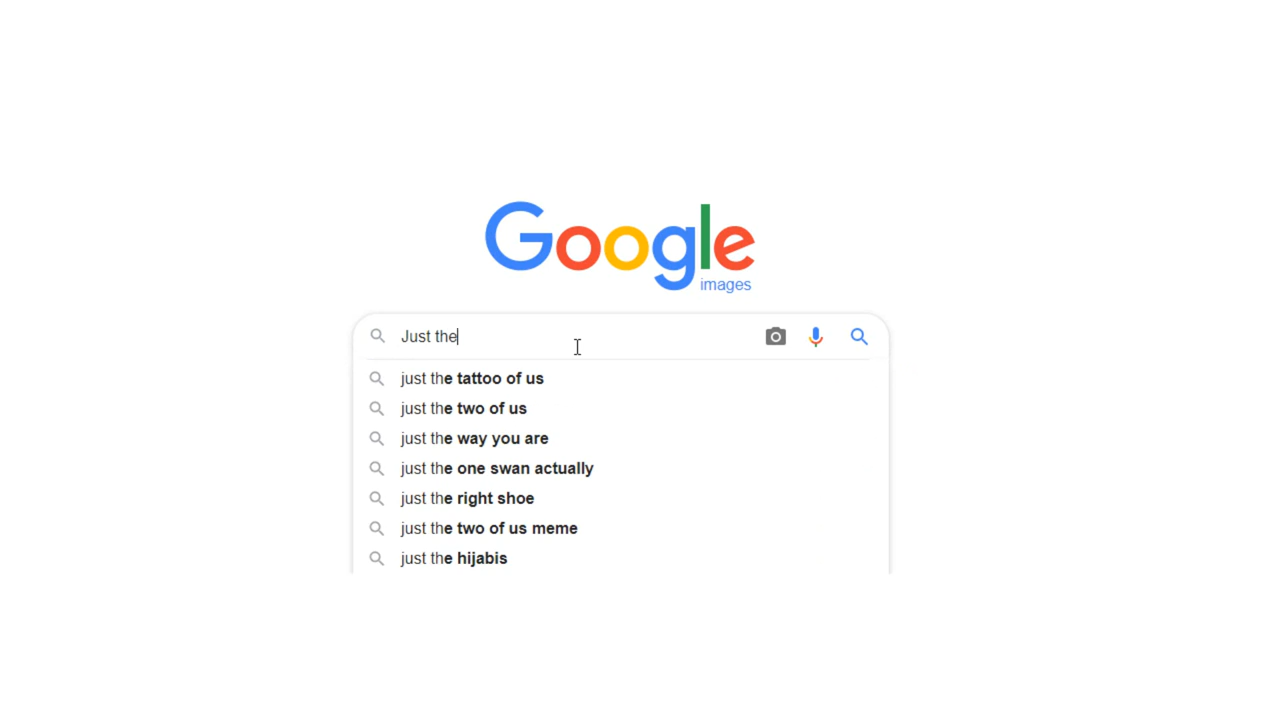 Google
images
Just the
just the tattoo of us
just the two of us
just the way you are
just the one swan actually
just the right shoe
just the two of us meme
just the hijabis